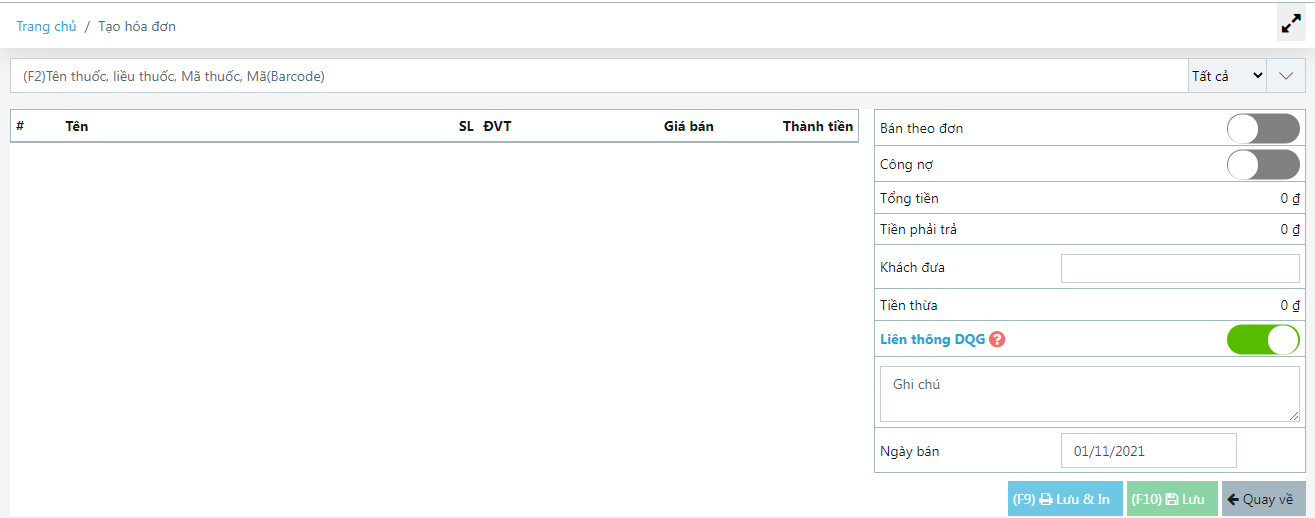 Trang chủ / Tạo hóa đơn
(F2)Tên thuốc, liều thuốc, Mã thuốc, Mã(Barcode) Tất cả
# Tên SL ĐVT Giá bán Thành tiền
Bán theo đơn
Công nợ
Tổng tiền 0 ₫
Tiền phải trả 0 ₫
Khách đưa
Tiền thừa 0 ₫
Liên thông DQG ?
Ghi chú
Ngày bán 01/11/2021
(F9) Lưu & In (F10) Lưu Quay về